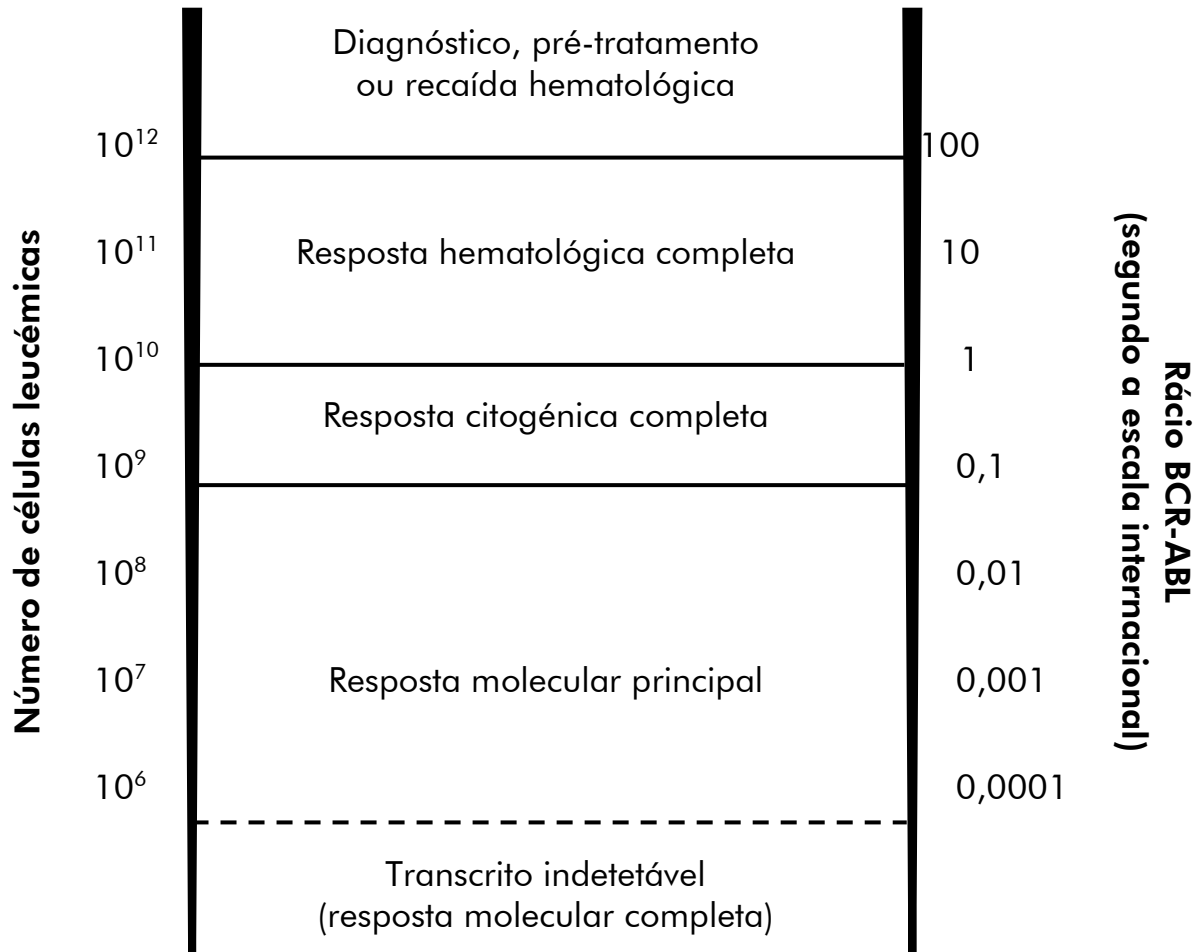 Diagnóstico, pré-tratamento
ou recaída hematológica
10¹² 100
10¹¹ Resposta hematológica completa 10
10¹⁰ 1
Resposta citogénica completa
10⁹ 0,1
10⁸ 0,01
10⁷ Resposta molecular principal 0,001
10⁶ 0,0001
Transcrito indetetável
(resposta molecular completa)
Número de células leucémicas
Rácio BCR-ABL
(segundo a escala internacional)